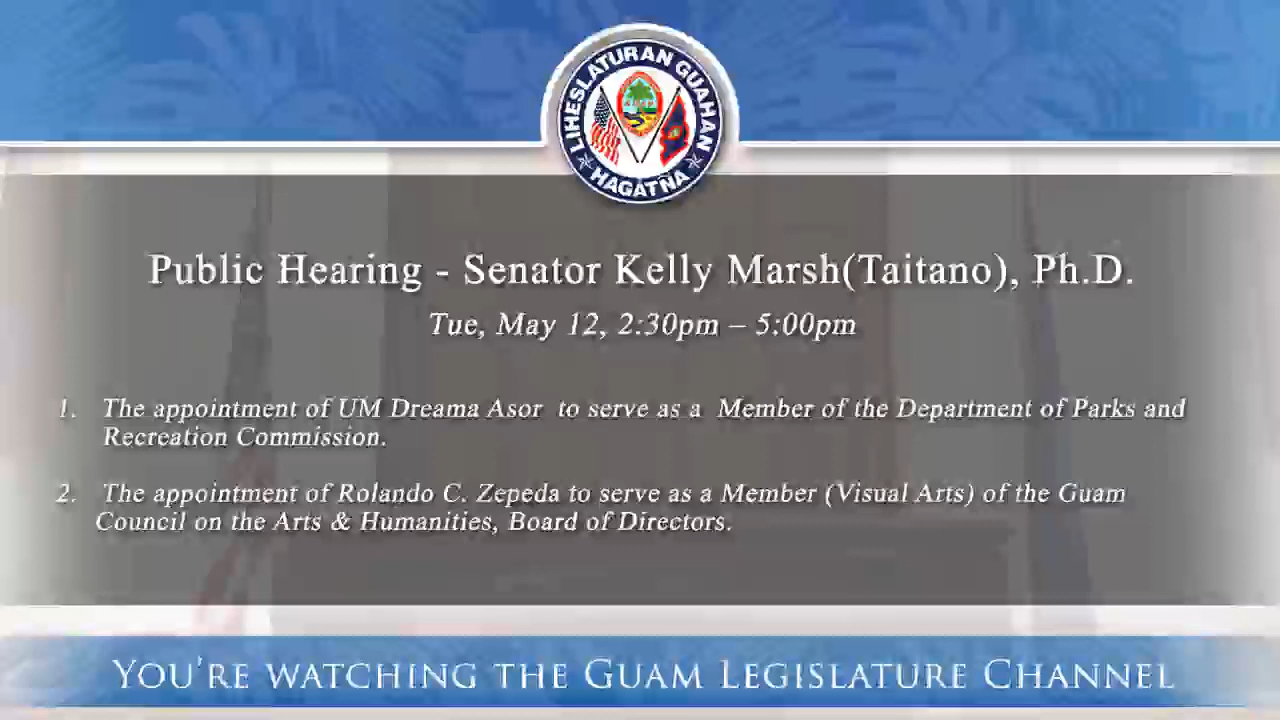 LIHESLATURAN GUAHAN
HAGATNA
Public Hearing - Senator Kelly Marsh(Taitano), Ph.D.
Tue, May 12, 2:30pm – 5:00pm
1. The appointment of UM Dreama Asor to serve as a Member of the Department of Parks and
Recreation Commission.
2. The appointment of Rolando C. Zepeda to serve as a Member (Visual Arts) of the Guam
Council on the Arts & Humanities, Board of Directors.
YOU'RE WATCHING THE GUAM LEGISLATURE CHANNEL